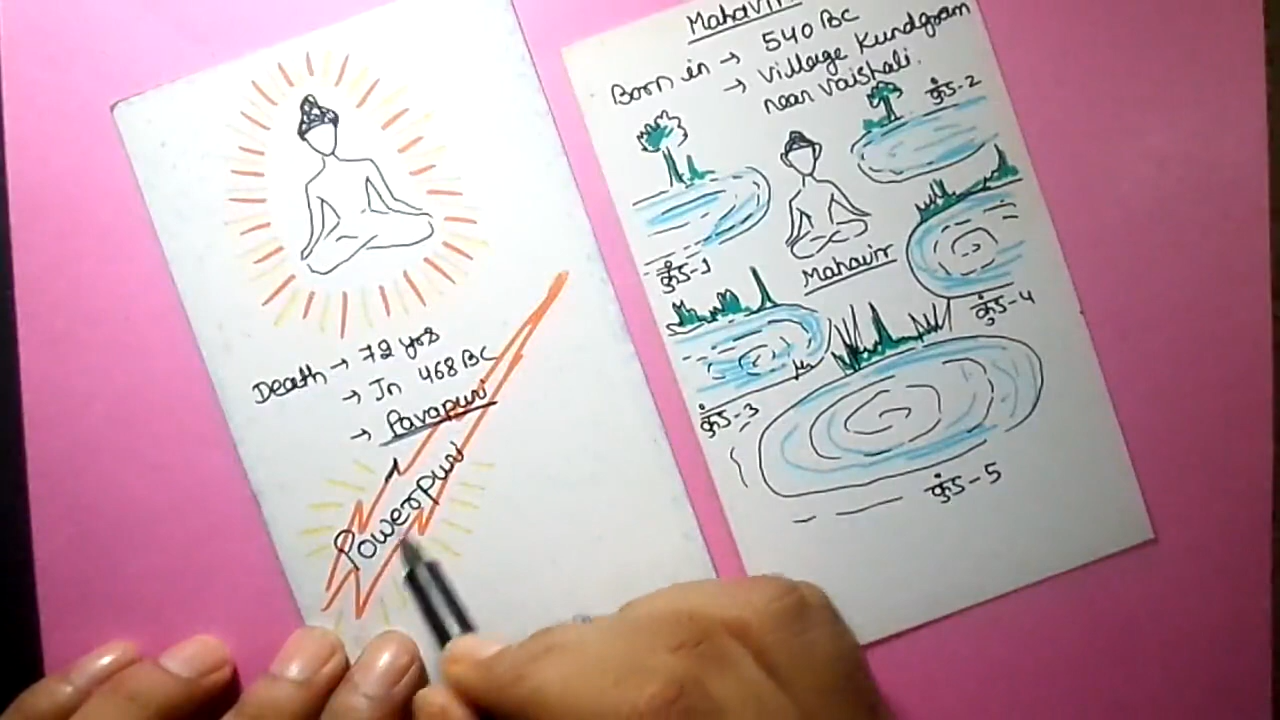 Death → 72 yrs
→ In 468 BC
→ Pavapuri
Powerpuri
Mahavir
Born in → 540 BC
→ Village Kundgram
near Vaishali.
कुंड-1
कुंड-2
Mahavir
कुंड-3
कुंड-4
कुंड-5